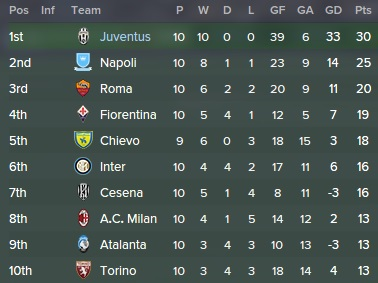 Pos Inf Team P W D L GF GA GD Pts
1st Juventus 10 10 0 0 39 6 33 30
2nd Napoli 10 8 1 1 23 9 14 25
3rd Roma 10 6 2 2 20 9 11 20
4th Fiorentina 10 5 4 1 12 5 7 19
5th Chievo 9 6 0 3 18 15 3 18
6th Inter 10 4 4 2 17 11 6 16
7th Cesena 10 5 1 4 8 11 -3 16
8th A.C. Milan 10 4 1 5 14 12 2 13
9th Atalanta 10 3 4 3 10 13 -3 13
10th Torino 10 3 4 3 18 14 4 13